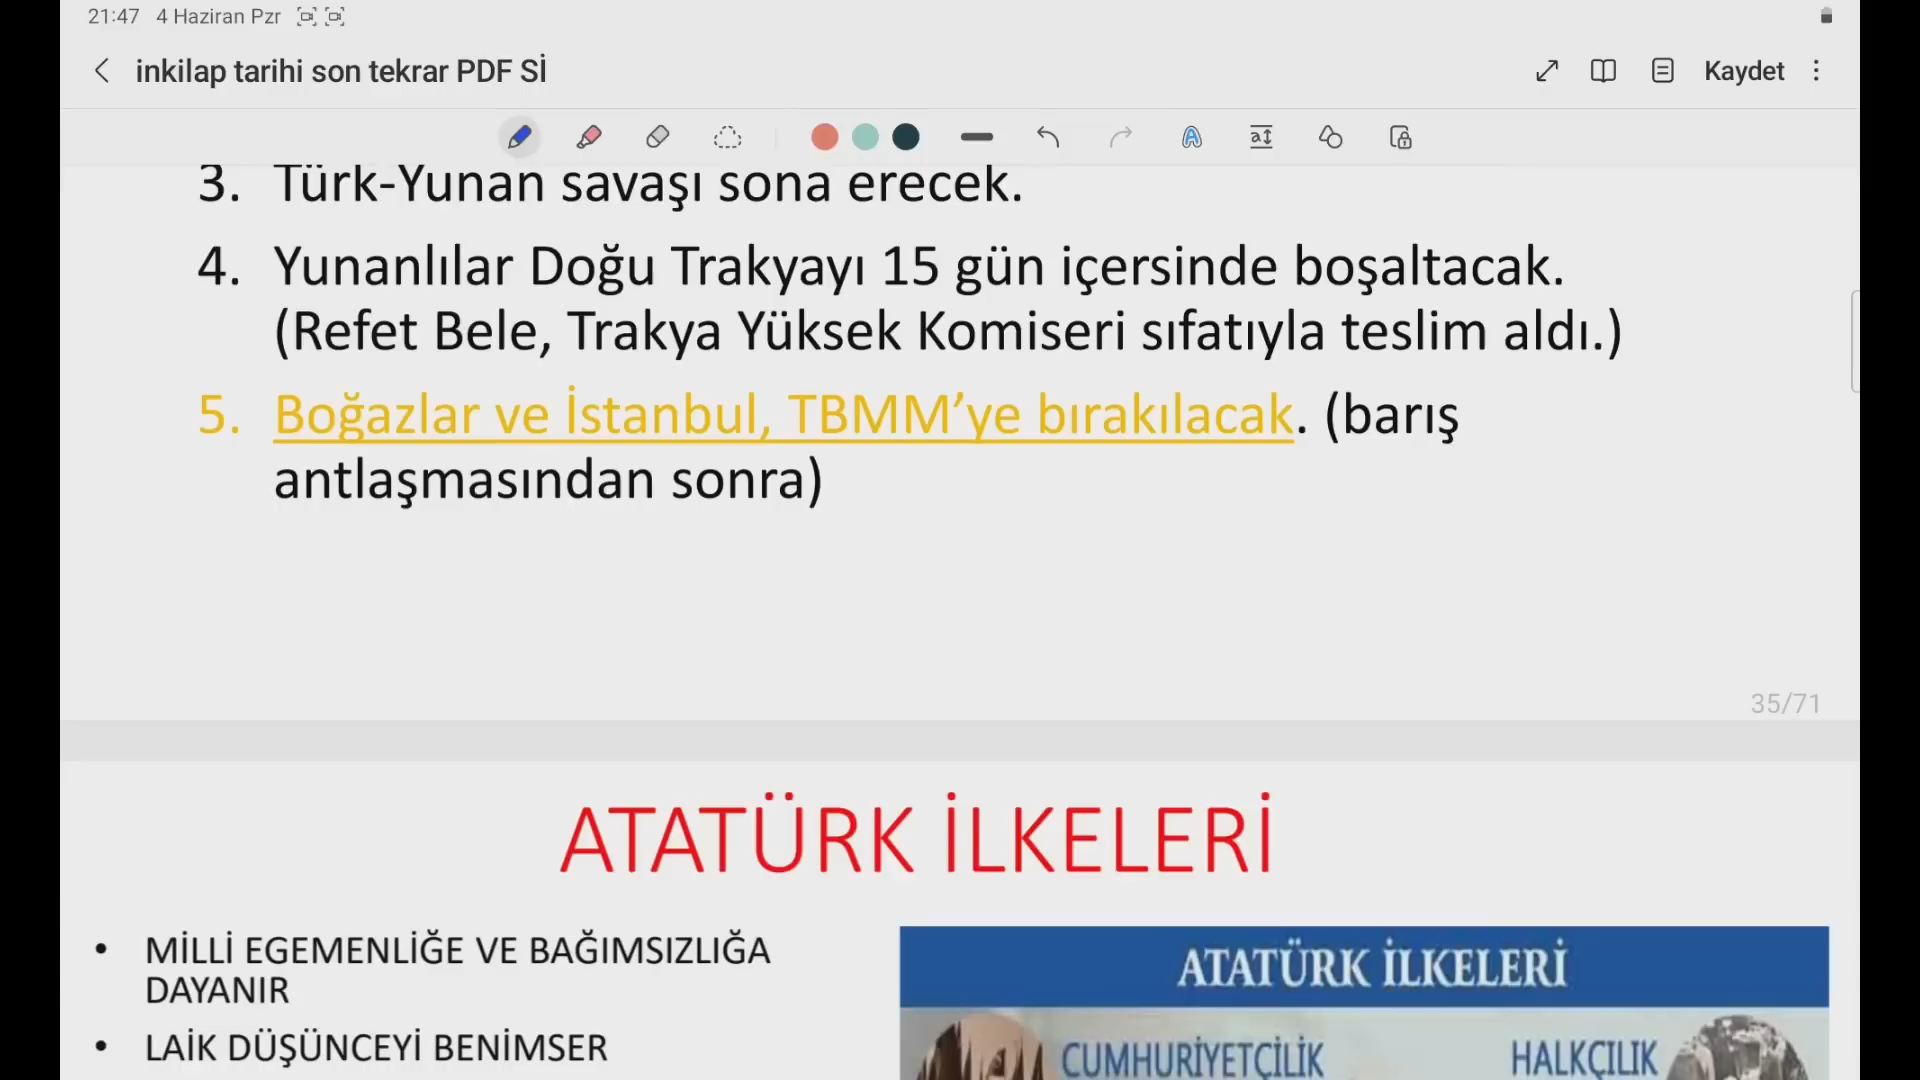 21:47 4 Haziran Pzr
inkilap tarihi son tekrar PDF Sİ
Kaydet
3. Türk-Yunan savaşı sona erecek.
4. Yunanlılar Doğu Trakyayı 15 gün içersinde boşaltacak.
(Refet Bele, Trakya Yüksek Komiseri sıfatıyla teslim aldı.)
5. Boğazlar ve İstanbul, TBMM’ye bırakılacak. (barış
antlaşmasından sonra)
35/71
ATATÜRK İLKELERİ
• MİLLİ EGEMENLİĞE VE BAĞIMSIZLIĞA
DAYANIR
• LAİK DÜŞÜNCEYİ BENİMSER
ATATÜRK İLKELERİ
CUMHURİYETÇİLİK
HALKÇILIK